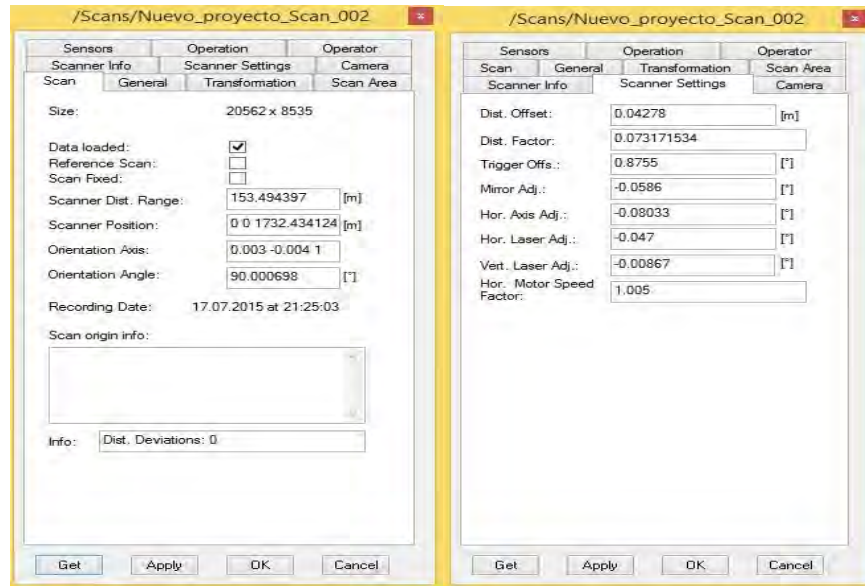 /Scans/Nuevo_proyecto_Scan_002
x
Sensors Operation Operator
Scanner Info Scanner Settings Camera
Scan General Transformation Scan Area
Size: 20562 x 8535
Data loaded:
Reference Scan:
Scan Fixed:
Scanner Dist. Range: 153.494397 [m]
Scanner Position: 0 0 1732.434124 [m]
Orientation Axis: 0.003 -0.004 1
Orientation Angle: 90.000698 [°]
Recording Date: 17.07.2015 at 21:25:03
Scan origin info:
Info: Dist. Deviations: 0
Get Apply OK Cancel
/Scans/Nuevo_proyecto_Scan_002
x
Sensors Operation Operator
Scan General Transformation Scan Area
Scanner Info Scanner Settings Camera
Dist. Offset: 0.04278 [m]
Dist. Factor: 0.073171534
Trigger Offs.: 0.8755 [°]
Mirror Adj.: -0.0586 [°]
Hor. Axis Adj.: -0.08033 [°]
Hor. Laser Adj.: -0.047 [°]
Vert. Laser Adj.: -0.00867 [°]
Hor. Motor Speed
Factor: 1.005
Get Apply OK Cancel